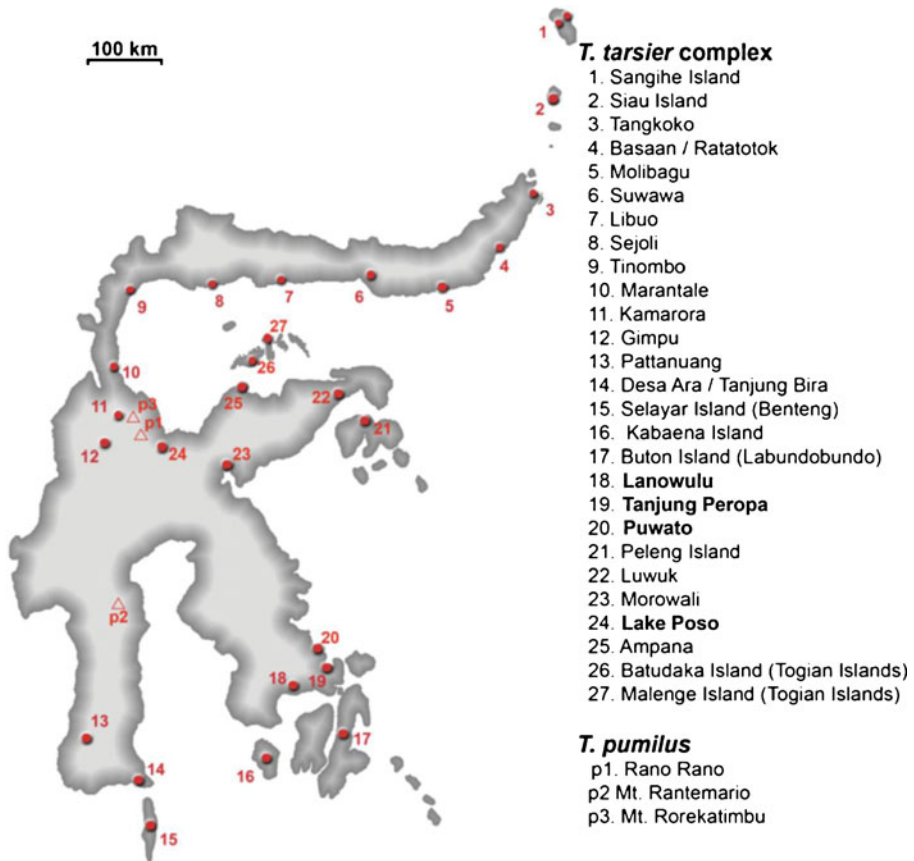 100 km
T. tarsier complex
1. Sangihe Island
2. Siau Island
3. Tangkoko
4. Basaan / Ratatotok
5. Molibagu
6. Suwawa
7. Libuo
8. Sejoli
9. Tinombo
10. Marantale
11. Kamarora
12. Gimpu
13. Pattanuang
14. Desa Ara / Tanjung Bira
15. Selayar Island (Benteng)
16. Kabaena Island
17. Buton Island (Labundobundo)
18. Lanowulu
19. Tanjung Peropa
20. Puwato
21. Peleng Island
22. Luwuk
23. Morowali
24. Lake Poso
25. Ampana
26. Batudaka Island (Togian Islands)
27. Malenge Island (Togian Islands)
T. pumilus
p1. Rano Rano
p2 Mt. Rantemario
p3. Mt. Rorekatimbu
1
2
3
4
5
6
7
8
9
27
26
10
25
22
11
p3
p1
21
12
24
23
p2
20
19
18
13
17
16
14
15